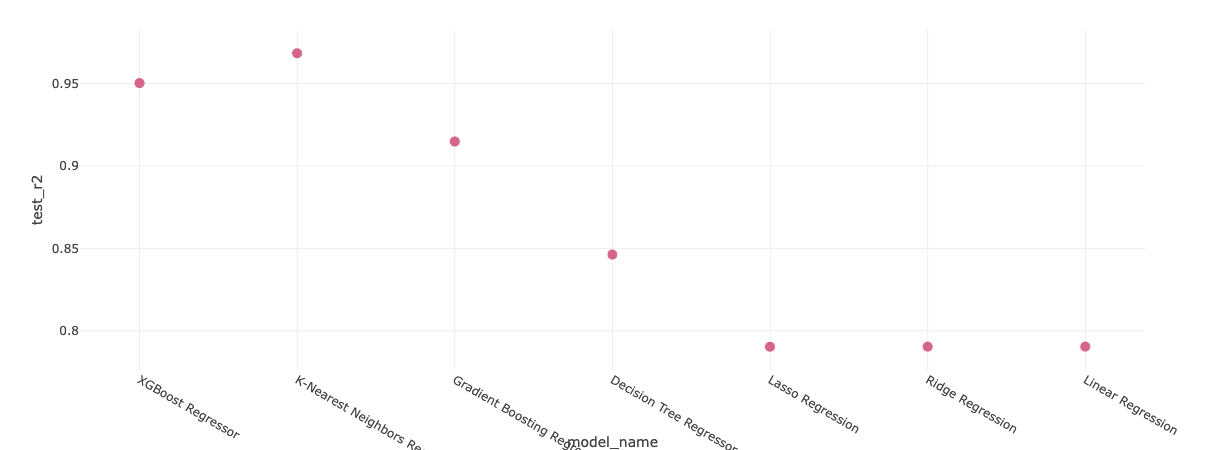 0.95
0.9
0.85
0.8
test_r2
XGBoost Regressor
K-Nearest Neighbors Re
Gradient Boosting Regre
Decision Tree Regressor
Lasso Regression
Ridge Regression
Linear Regression
model_name